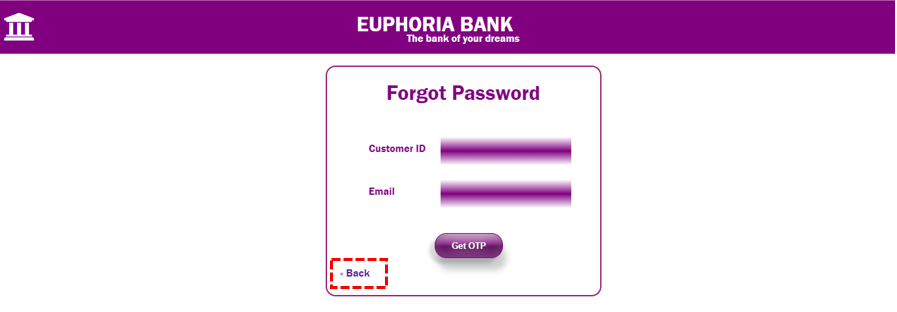 EUPHORIA BANK
The bank of your dreams
Forgot Password
Customer ID
Email
Get OTP
Back